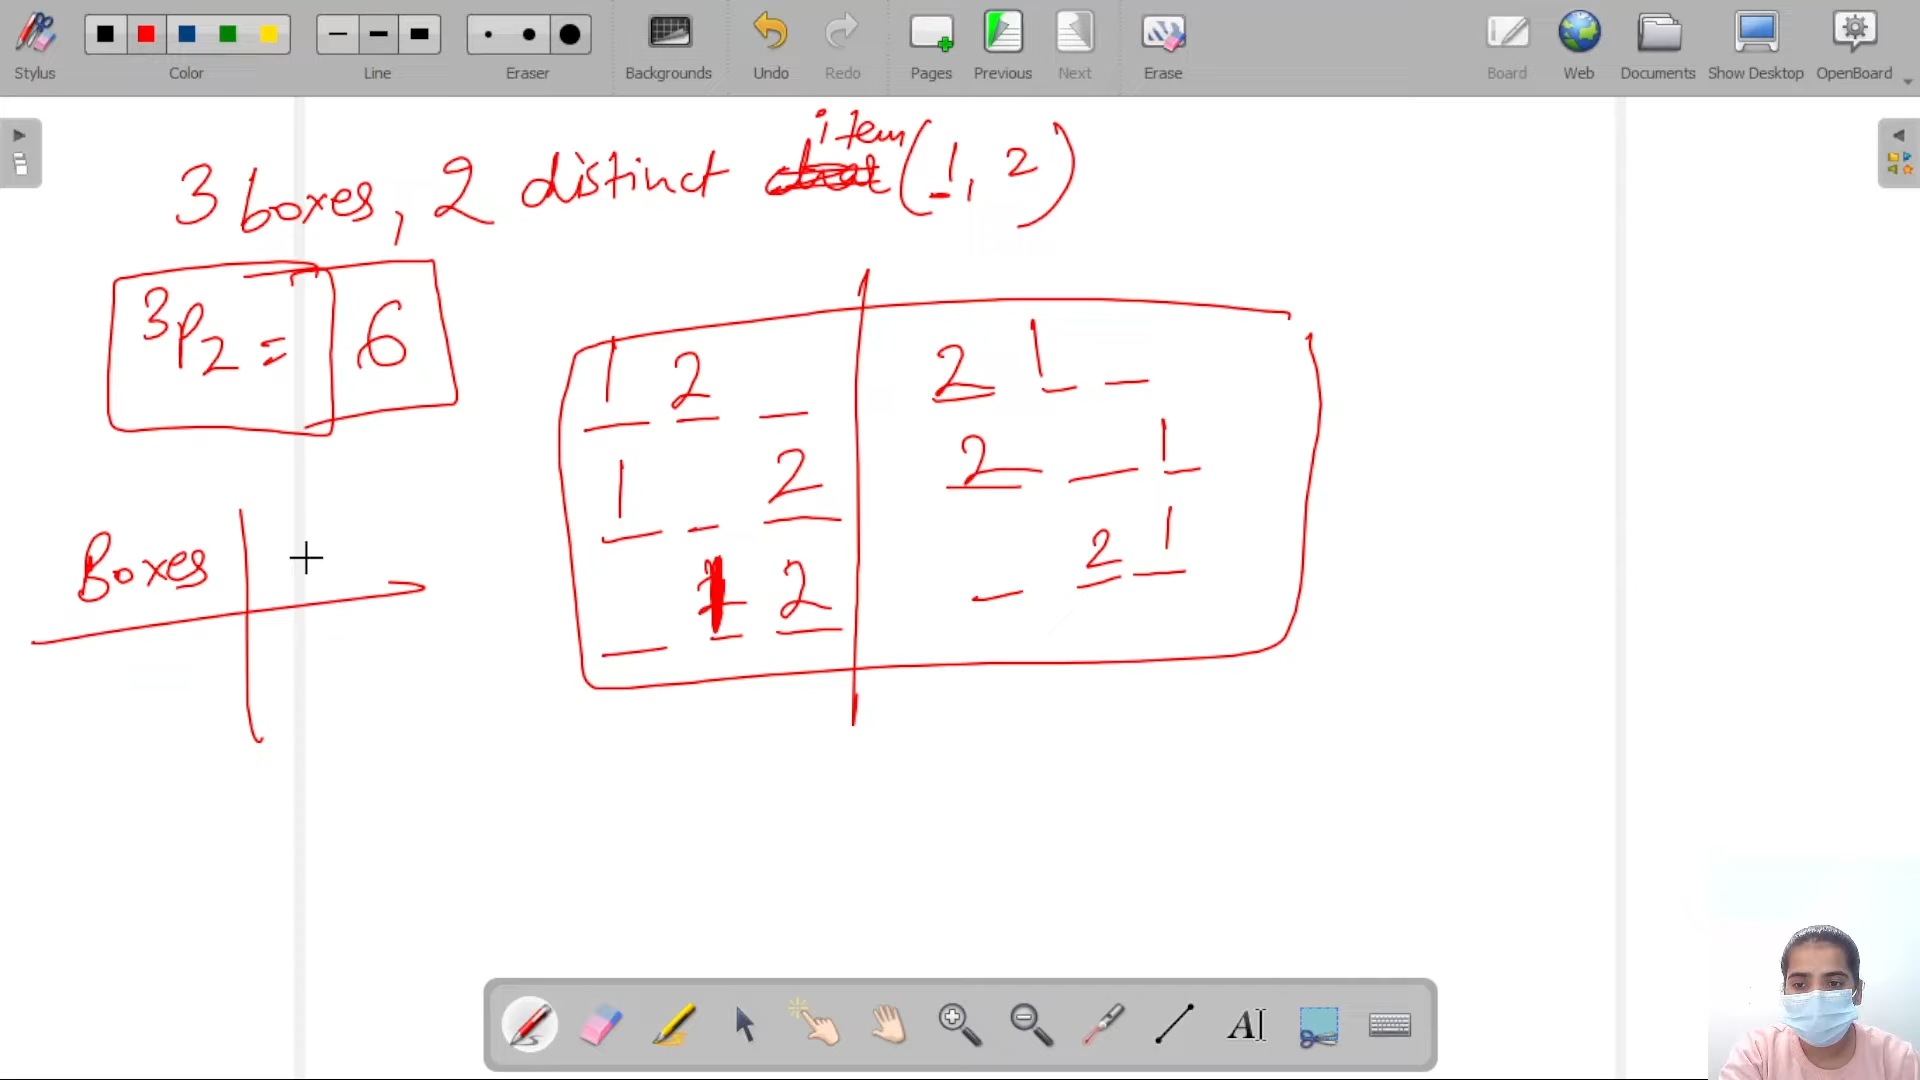 Stylus
Color
Line
Eraser
Backgrounds
Undo
Redo
Pages
Previous
Next
Erase
Board
Web
Documents
Show Desktop
OpenBoard
item
3 boxes, 2 distinct (1, 2)
³P₂ = 6
1 2 _ 2 1 _
1 _ 2 2 _ 1
_ 1 2 _ 2 1
Boxes